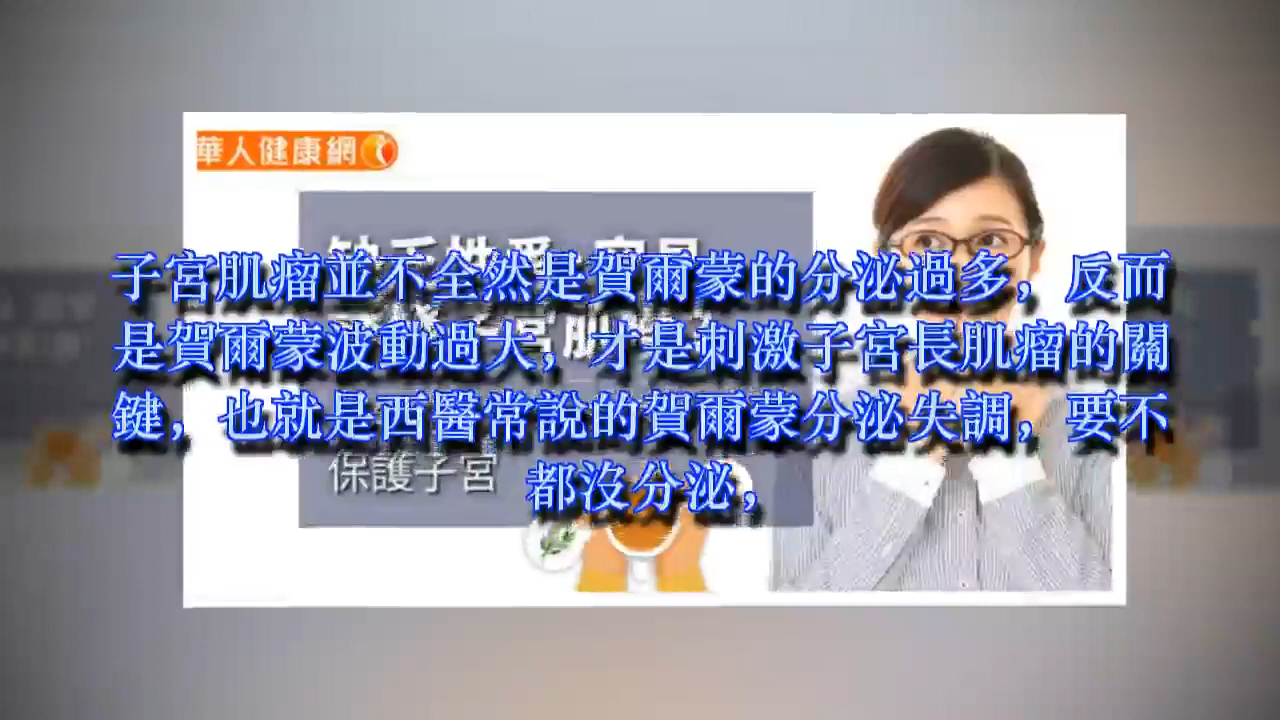 華人健康網
子宮肌瘤並不全然是賀爾蒙的分泌過多，反而
是賀爾蒙波動過大，才是刺激子宮長肌瘤的關
鍵，也就是西醫常說的賀爾蒙分泌失調，要不
都沒分泌，
保護子宮